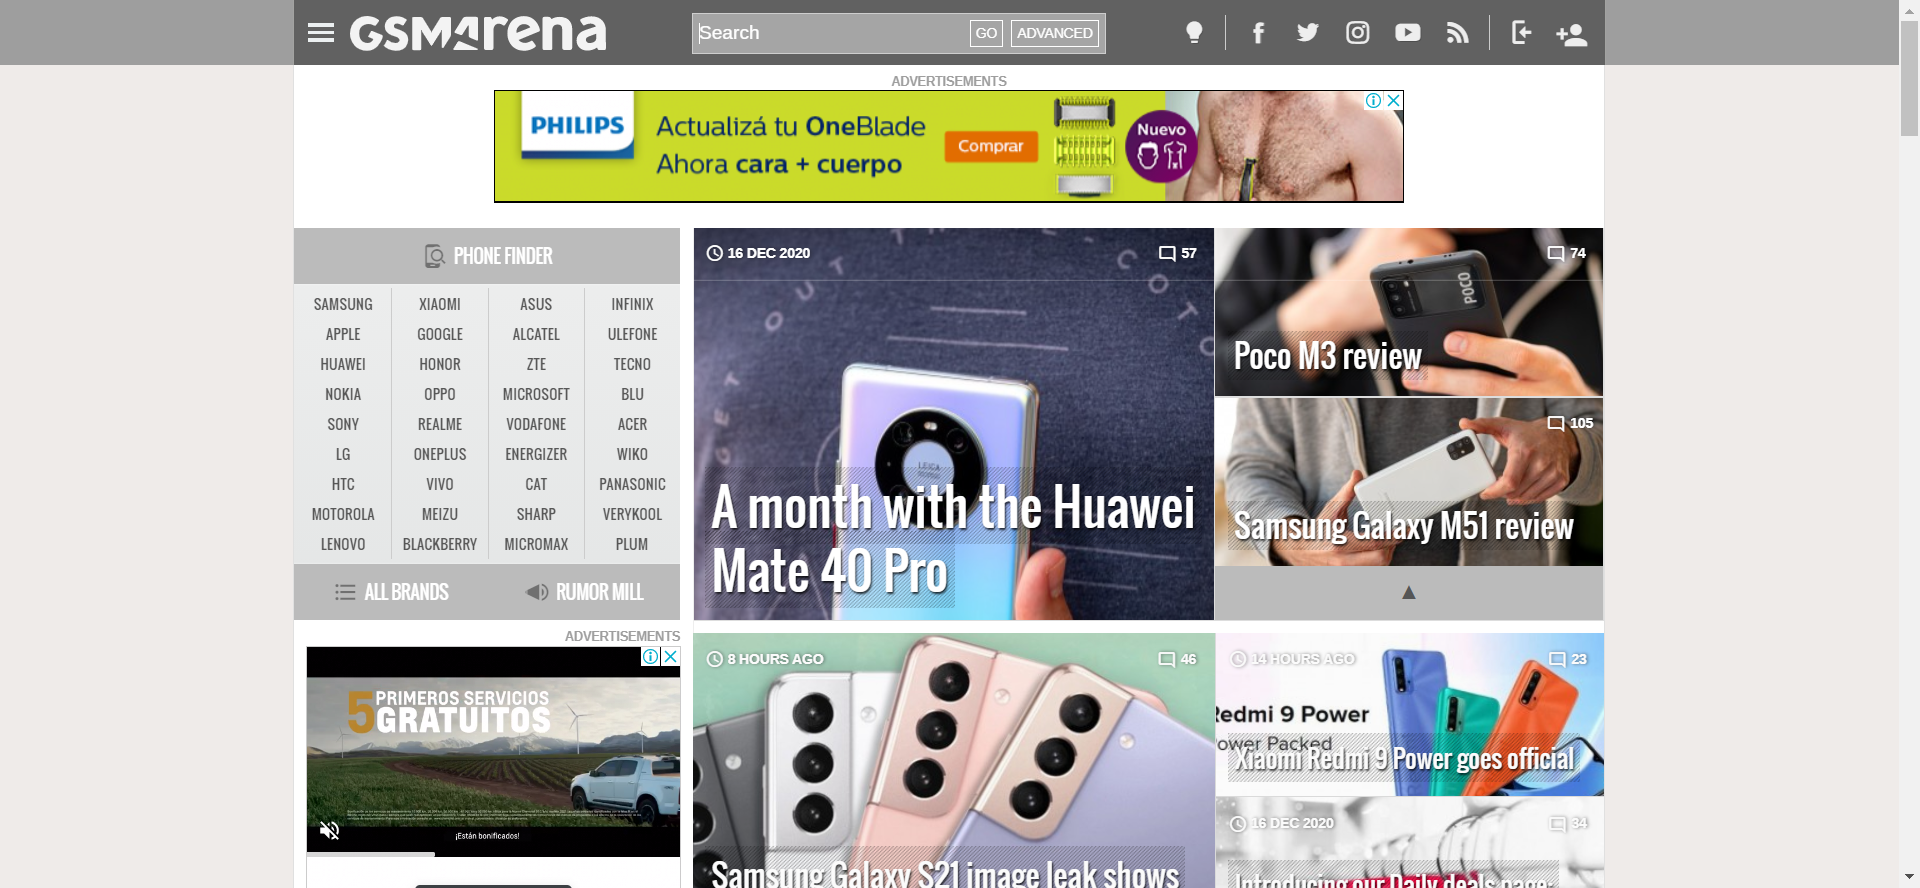 GSMArena
Search
GO
ADVANCED
ADVERTISEMENTS
PHILIPS
Actualizá tu OneBlade
Ahora cara + cuerpo
Comprar
Nuevo
PHONE FINDER
SAMSUNG XIAOMI ASUS INFINIX
APPLE GOOGLE ALCATEL ULEFONE
HUAWEI HONOR ZTE TECNO
NOKIA OPPO MICROSOFT BLU
SONY REALME VODAFONE ACER
LG ONEPLUS ENERGIZER WIKO
HTC VIVO CAT PANASONIC
MOTOROLA MEIZU SHARP VERYKOOL
LENOVO BLACKBERRY MICROMAX PLUM
ALL BRANDS RUMOR MILL
16 DEC 2020 57
LEICA
A month with the Huawei
Mate 40 Pro
74
POCO
Poco M3 review
105
Samsung Galaxy M51 review
ADVERTISEMENTS
5 PRIMEROS SERVICIOS
GRATUITOS
¡Están bonificados!
8 HOURS AGO 46
Samsung Galaxy S21 image leak shows
14 HOURS AGO 23
Redmi 9 Power
ower Packed
Xiaomi Redmi 9 Power goes official
16 DEC 2020 34
Introducing our Daily deals page: